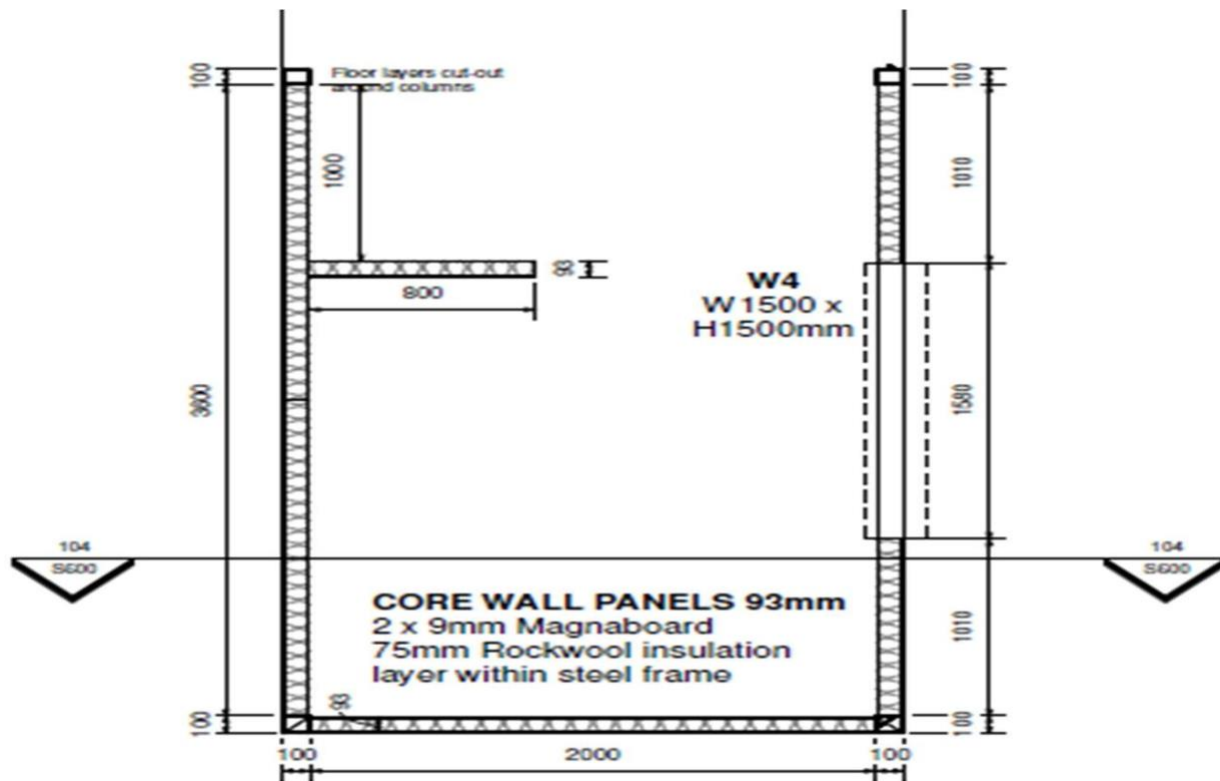 Floor layers cut-out
around columns
100
100
1000
1010
93
800
W4
W1500 x
H1500mm
3600
1580
104
S600
104
S600
CORE WALL PANELS 93mm
2 x 9mm Magnaboard
75mm Rockwool insulation
layer within steel frame
1010
93
100
100
100
2000
100